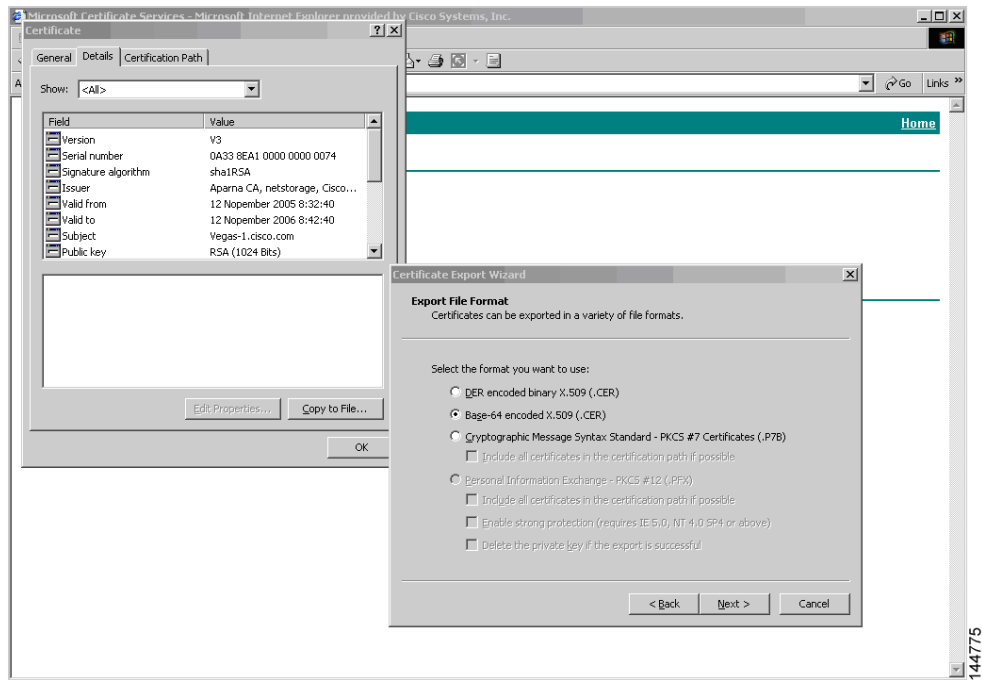 Microsoft Certificate Services - Microsoft Internet Explorer provided by Cisco Systems, Inc.
Certificate
General Details Certification Path
Show: <All>
Field Value
Version V3
Serial number 0A33 8EA1 0000 0000 0074
Signature algorithm sha1RSA
Issuer Aparna CA, netstorage, Cisco...
Valid from 12 Nopember 2005 8:32:40
Valid to 12 Nopember 2006 8:42:40
Subject Vegas-1.cisco.com
Public key RSA (1024 Bits)
Edit Properties... Copy to File...
OK
Go Links »
Home
Certificate Export Wizard
Export File Format
Certificates can be exported in a variety of file formats.
Select the format you want to use:
DER encoded binary X.509 (.CER)
Base-64 encoded X.509 (.CER)
Cryptographic Message Syntax Standard - PKCS #7 Certificates (.P7B)
Include all certificates in the certification path if possible
Personal Information Exchange - PKCS #12 (.PFX)
Include all certificates in the certification path if possible
Enable strong protection (requires IE 5.0, NT 4.0 SP4 or above)
Delete the private key if the export is successful
< Back Next > Cancel
144775